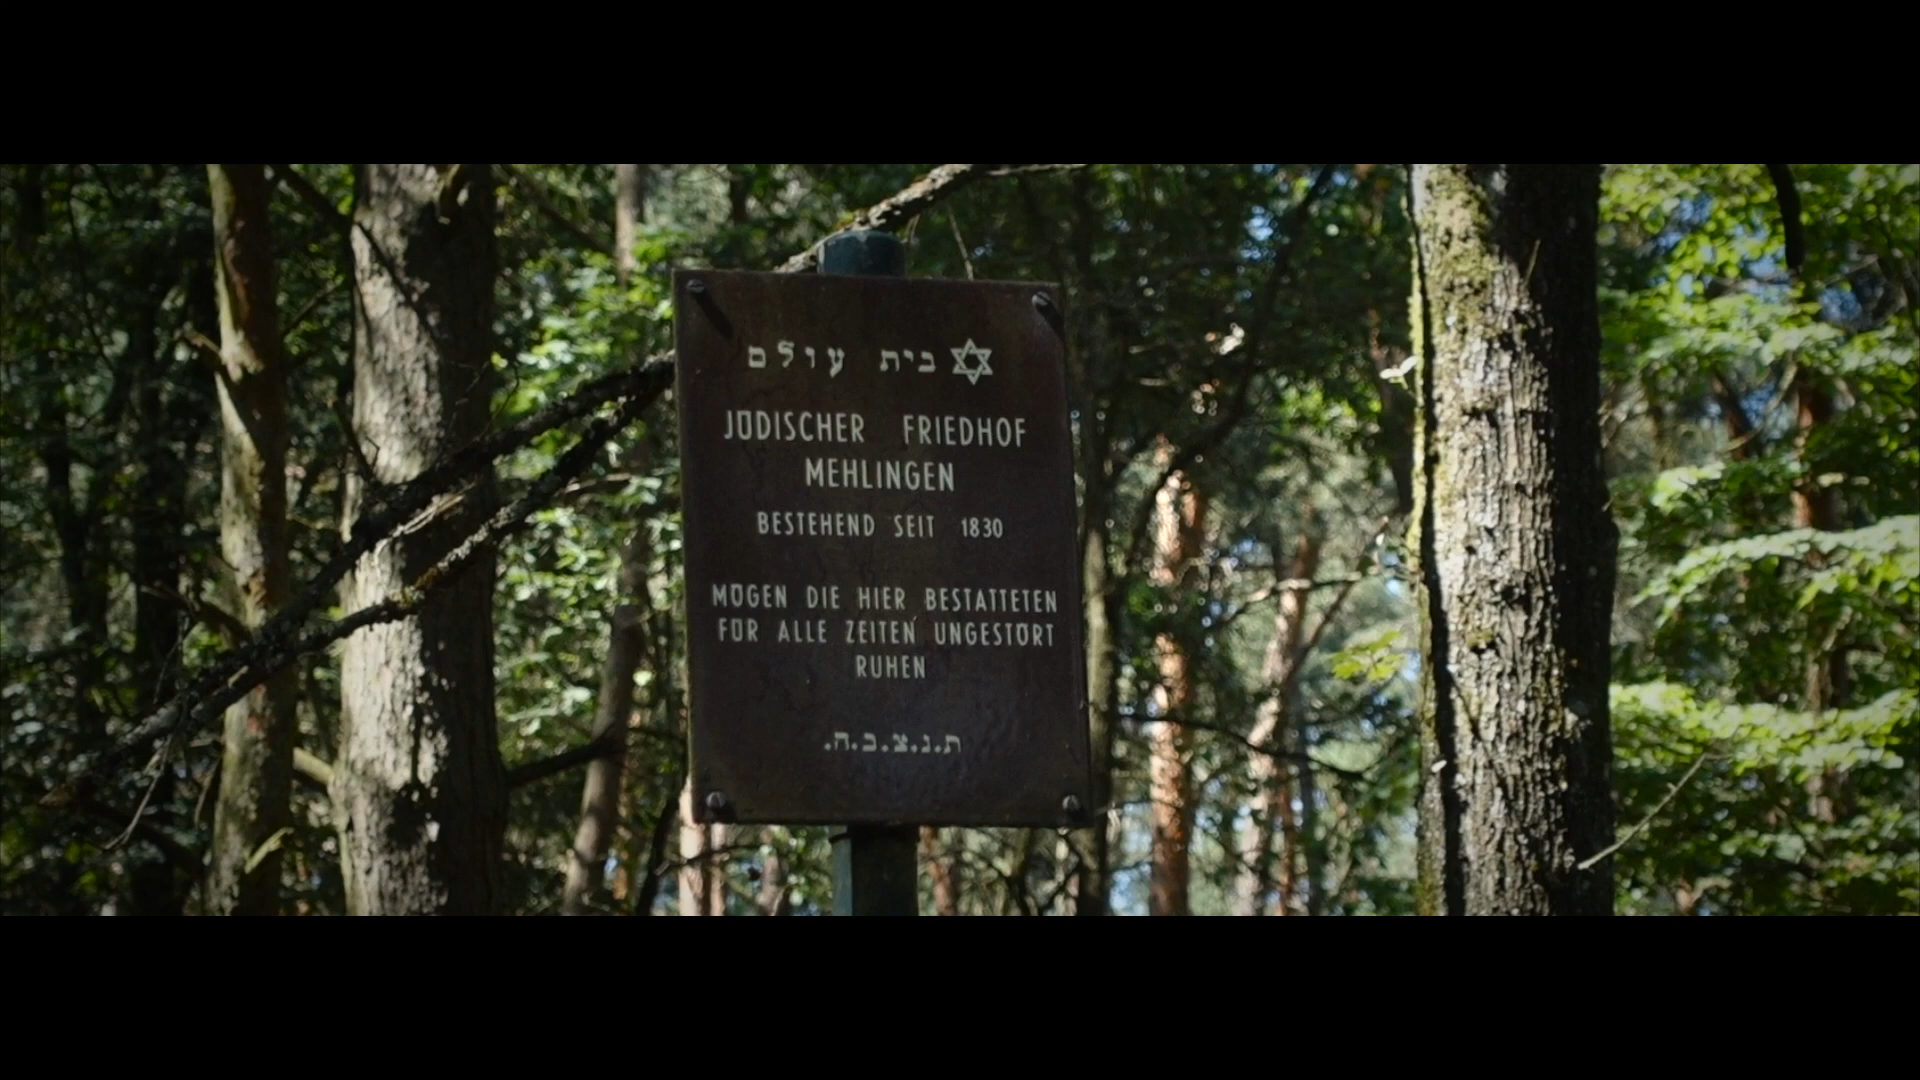 בית עולם
JÜDISCHER FRIEDHOF
MEHLINGEN
BESTEHEND SEIT 1830
MÖGEN DIE HIER BESTATTETEN
FÜR ALLE ZEITEN UNGESTÖRT
RUHEN
ת.נ.צ.ב.ה.